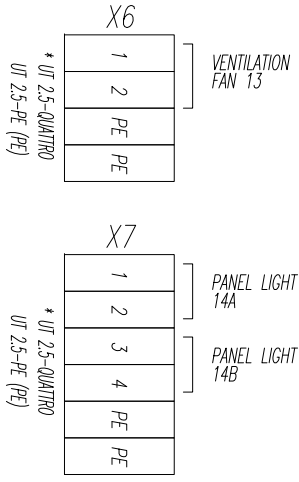 X6
1
2
PE
PE
VENTILATION
FAN 13
* UT 2.5-QUATTRO
UT 2.5-PE (PE)
X7
1
2
3
4
PE
PE
PANEL LIGHT
14A
PANEL LIGHT
14B
* UT 2.5-QUATTRO
UT 2.5-PE (PE)